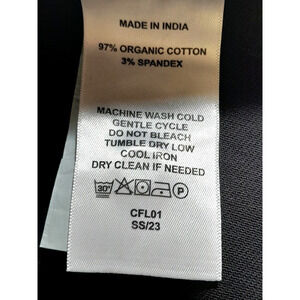 MADE IN INDIA
97% ORGANIC COTTON
3% SPANDEX
MACHINE WASH COLD
GENTLE CYCLE
DO NOT BLEACH
TUMBLE DRY LOW
COOL IRON
DRY CLEAN IF NEEDED
30° P
CFL01
SS/23